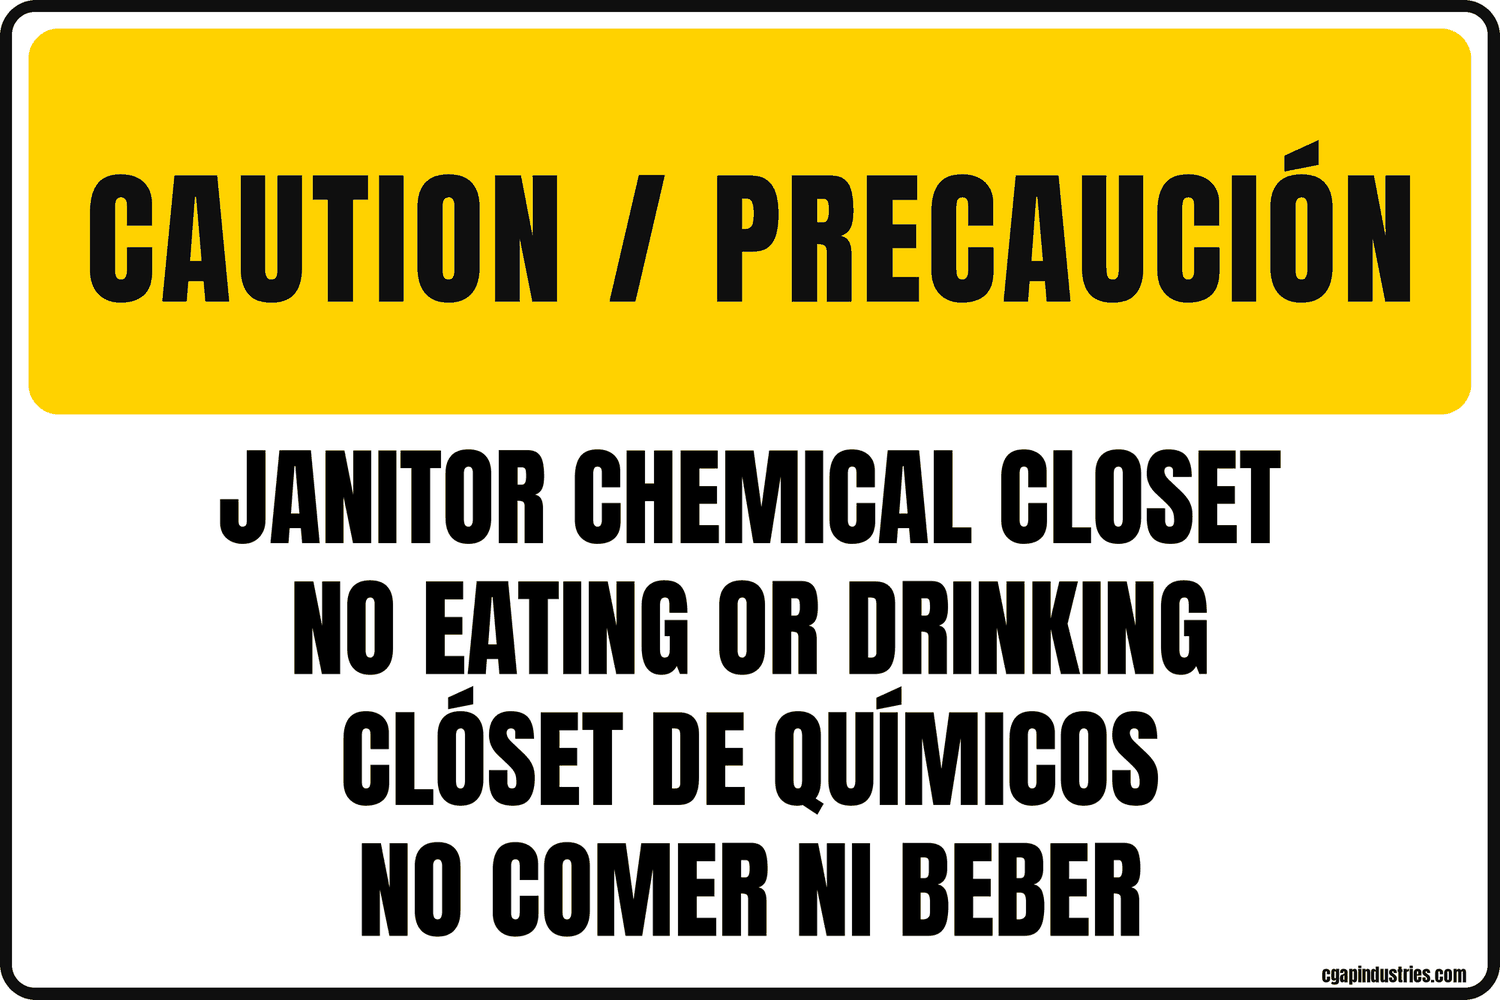 CAUTION / PRECAUCIÓN
JANITOR CHEMICAL CLOSET
NO EATING OR DRINKING
CLÓSET DE QUÍMICOS
NO COMER NI BEBER
cgapindustries.com